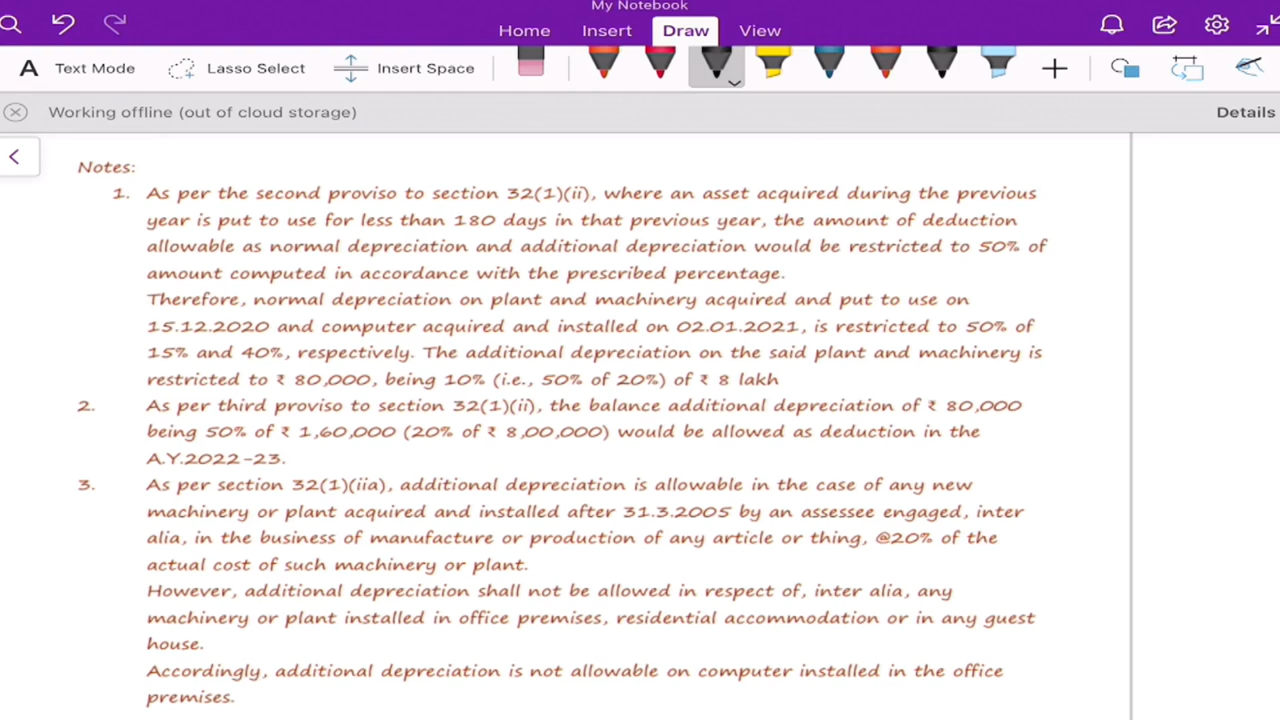 My Notebook
Home Insert Draw View
A Text Mode Lasso Select Insert Space
Working offline (out of cloud storage) Details
Notes:
1. As per the second proviso to section 32(1)(ii), where an asset acquired during the previous
year is put to use for less than 180 days in that previous year, the amount of deduction
allowable as normal depreciation and additional depreciation would be restricted to 50% of
amount computed in accordance with the prescribed percentage.
Therefore, normal depreciation on plant and machinery acquired and put to use on
15.12.2020 and computer acquired and installed on 02.01.2021, is restricted to 50% of
15% and 40%, respectively. The additional depreciation on the said plant and machinery is
restricted to ₹ 80,000, being 10% (i.e., 50% of 20%) of ₹ 8 lakh
2. As per third proviso to section 32(1)(ii), the balance additional depreciation of ₹ 80,000
being 50% of ₹ 1,60,000 (20% of ₹ 8,00,000) would be allowed as deduction in the
A.Y.2022-23.
3. As per section 32(1)(iia), additional depreciation is allowable in the case of any new
machinery or plant acquired and installed after 31.3.2005 by an assessee engaged, inter
alia, in the business of manufacture or production of any article or thing, @20% of the
actual cost of such machinery or plant.
However, additional depreciation shall not be allowed in respect of, inter alia, any
machinery or plant installed in office premises, residential accommodation or in any guest
house.
Accordingly, additional depreciation is not allowable on computer installed in the office
premises.